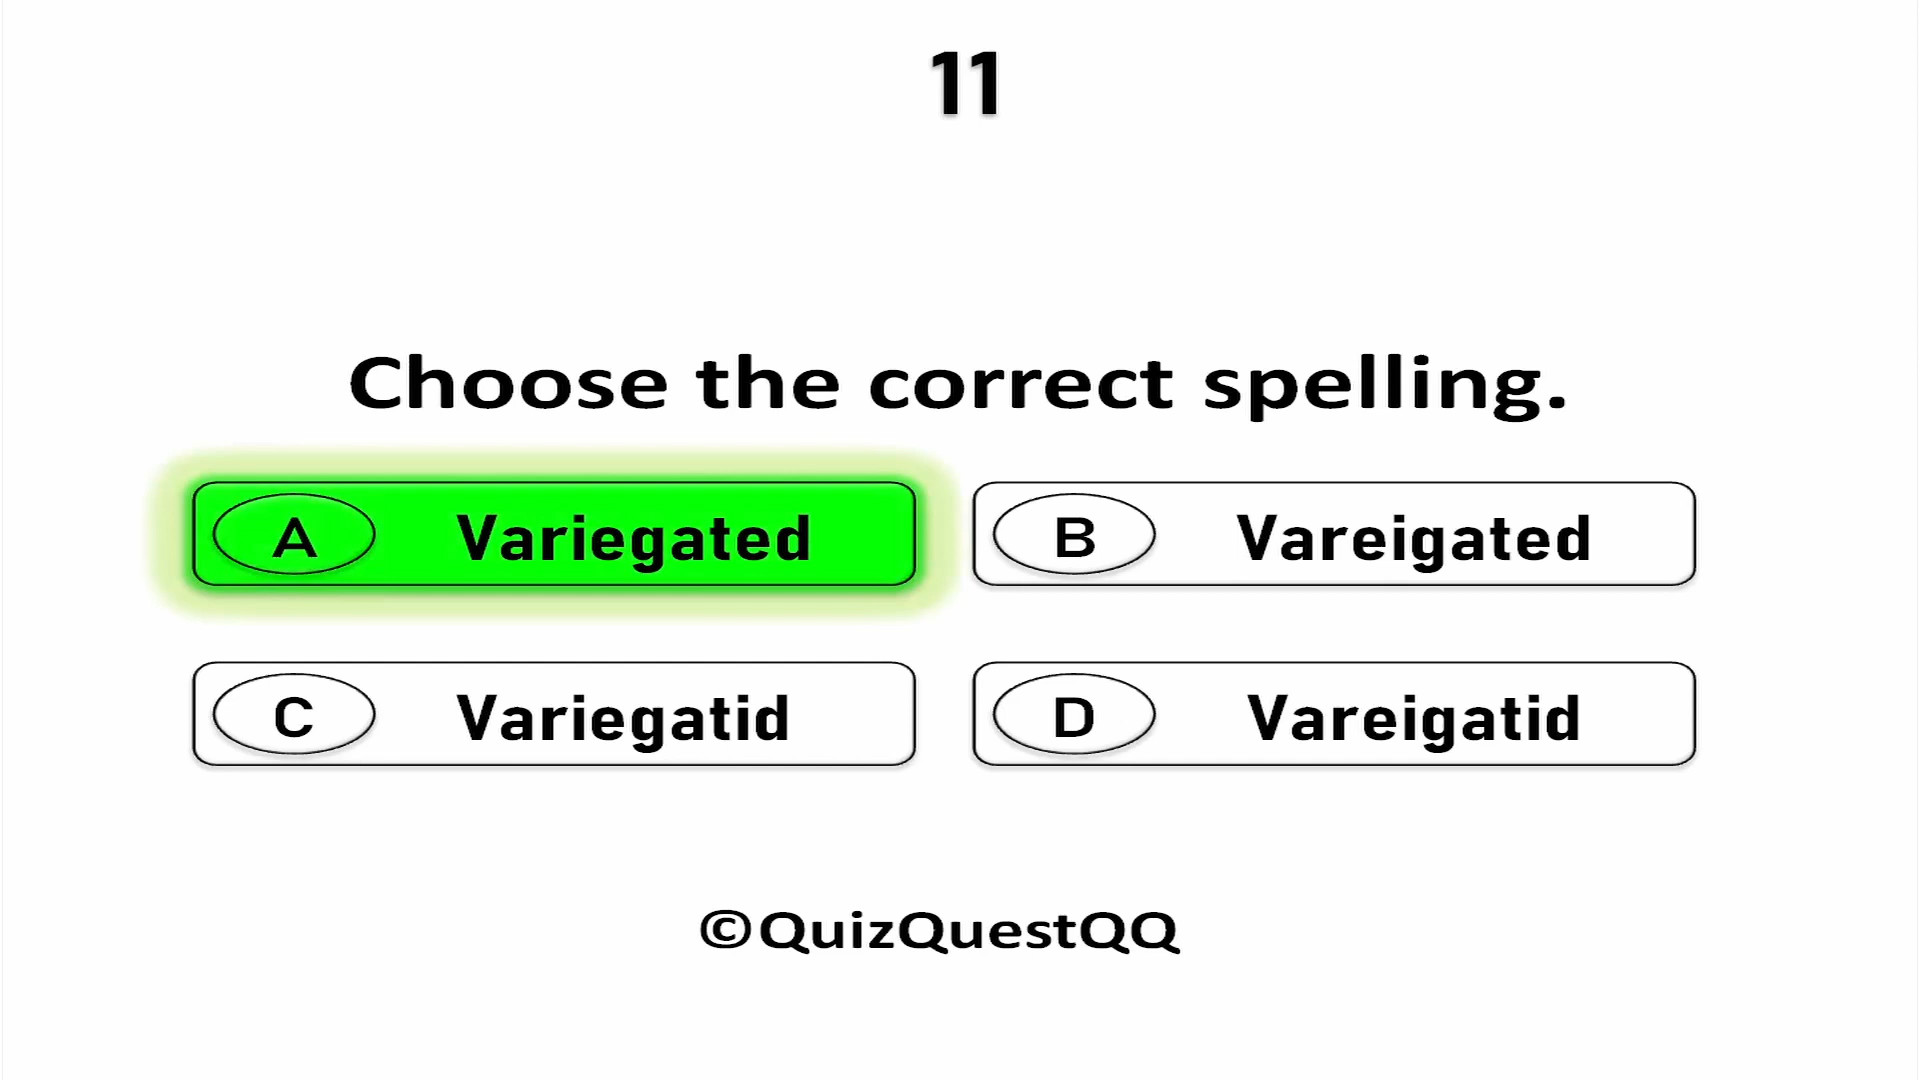 11
Choose the correct spelling.
A Variegated
B Vareigated
C Variegatid
D Vareigatid
©QuizQuestQQ